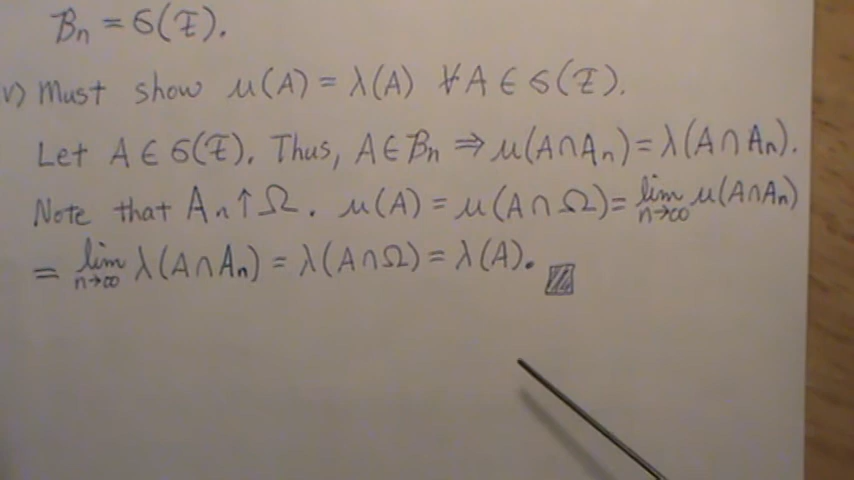 Bₙ = σ(Ƹ).
v) Must show μ(A) = λ(A) ∀A ∈ σ(Ƹ).
Let A ∈ σ(Ƹ). Thus, A ∈ Bₙ ⇒ μ(A∩Aₙ) = λ(A∩Aₙ).
Note that Aₙ↑Ω. μ(A) = μ(A∩Ω) = lim n→∞ μ(A∩Aₙ)
= lim n→∞ λ(A∩Aₙ) = λ(A∩Ω) = λ(A).